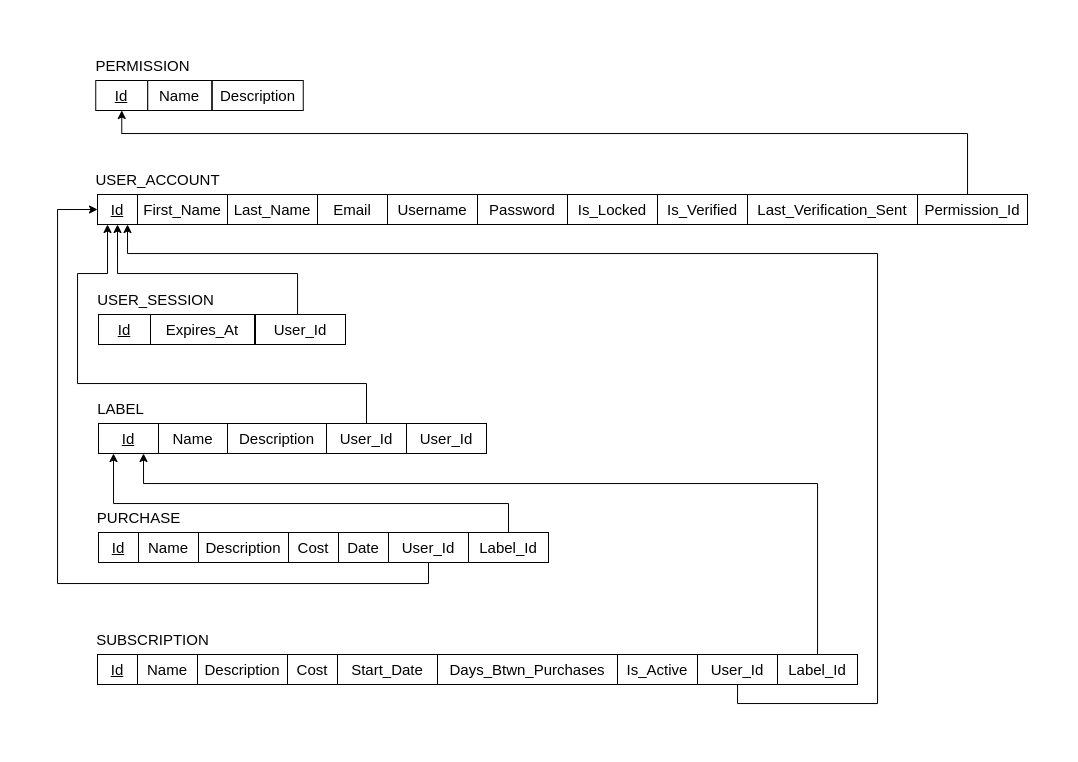 PERMISSION
Id Name Description
USER_ACCOUNT
Id First_Name Last_Name Email Username Password Is_Locked Is_Verified Last_Verification_Sent Permission_Id
USER_SESSION
Id Expires_At User_Id
LABEL
Id Name Description User_Id User_Id
PURCHASE
Id Name Description Cost Date User_Id Label_Id
SUBSCRIPTION
Id Name Description Cost Start_Date Days_Btwn_Purchases Is_Active User_Id Label_Id